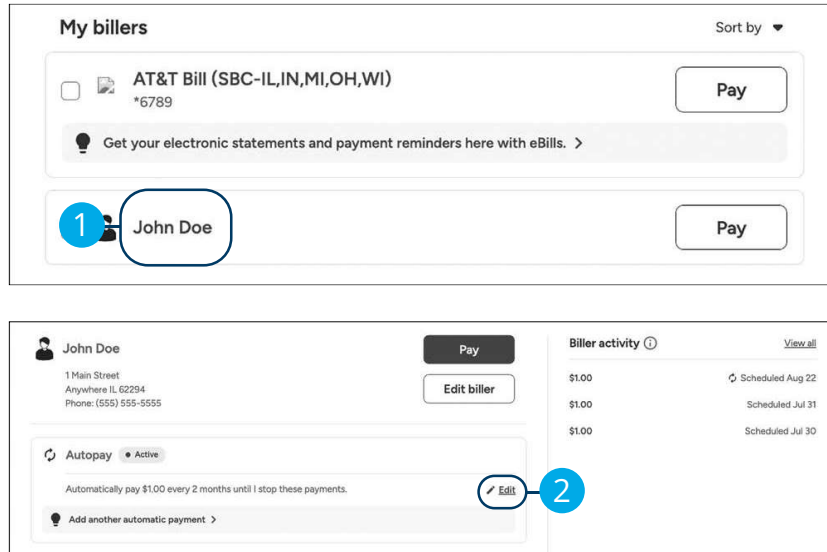 My billers
Sort by
AT&T Bill (SBC-IL,IN,MI,OH,WI)
*6789
Pay
Get your electronic statements and payment reminders here with eBills. >
1
John Doe
Pay
John Doe
Pay
1 Main Street
Anywhere IL 62294
Phone: (555) 555-5555
Edit biller
Autopay
Active
Automatically pay $1.00 every 2 months until I stop these payments.
Edit
2
Add another automatic payment >
Biller activity
View all
$1.00 Scheduled Aug 22
$1.00 Scheduled Jul 31
$1.00 Scheduled Jul 30